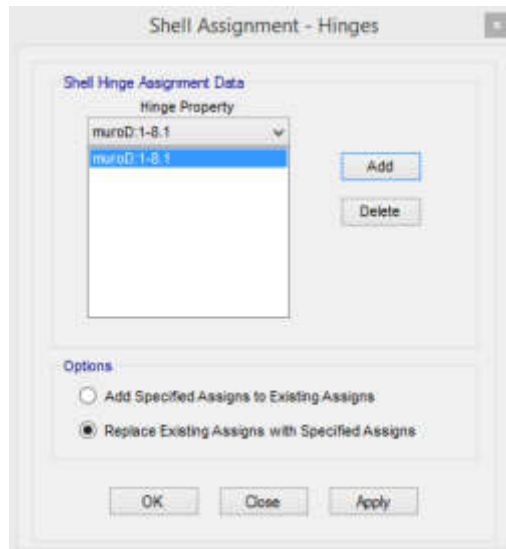 Shell Assignment - Hinges
Shell Hinge Assignment Data
Hinge Property
muroD:1-8.1
muroD:1-8.1
Add
Delete
Options
Add Specified Assigns to Existing Assigns
Replace Existing Assigns with Specified Assigns
OK Close Apply